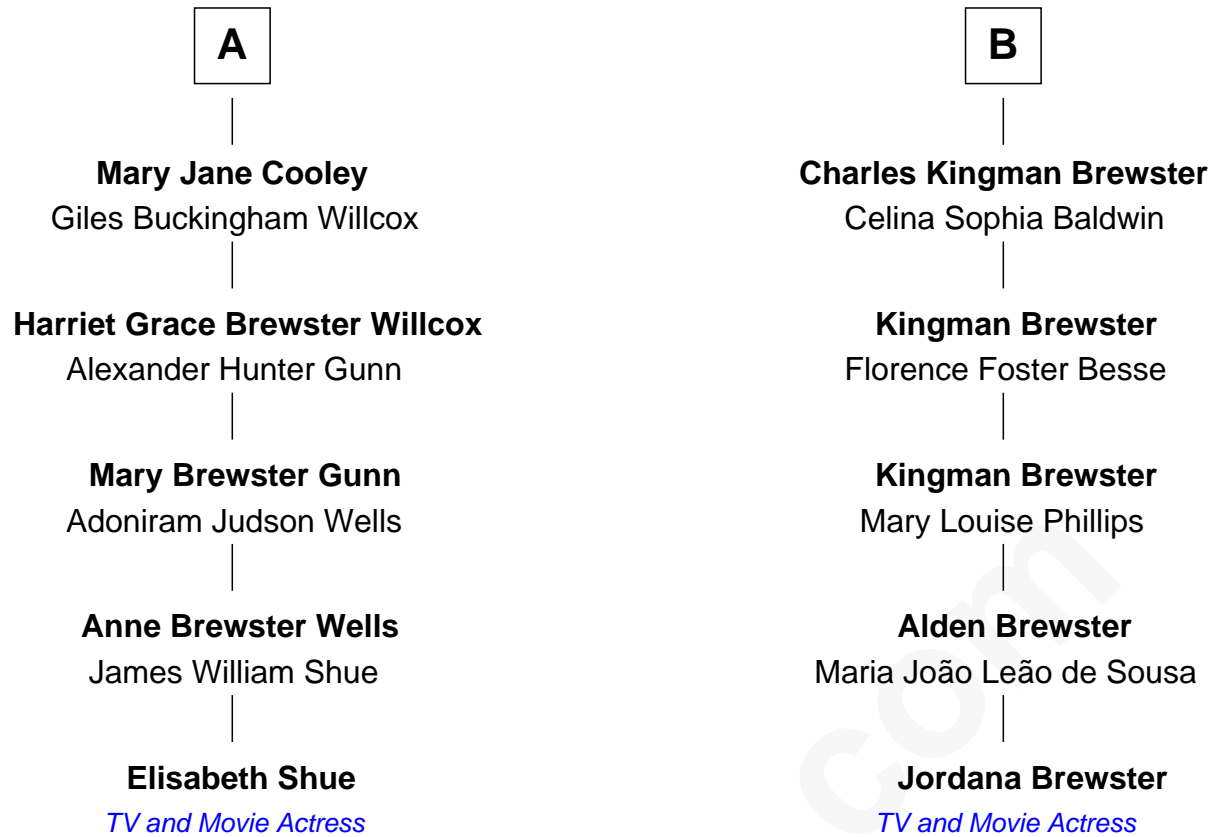 A
Mary Jane Cooley
Giles Buckingham Willcox
Harriet Grace Brewster Willcox
Alexander Hunter Gunn
Mary Brewster Gunn
Adoniram Judson Wells
Anne Brewster Wells
James William Shue
Elisabeth Shue
TV and Movie Actress
B
Charles Kingman Brewster
Celina Sophia Baldwin
Kingman Brewster
Florence Foster Besse
Kingman Brewster
Mary Louise Phillips
Alden Brewster
Maria João Leão de Sousa
Jordana Brewster
TV and Movie Actress
com